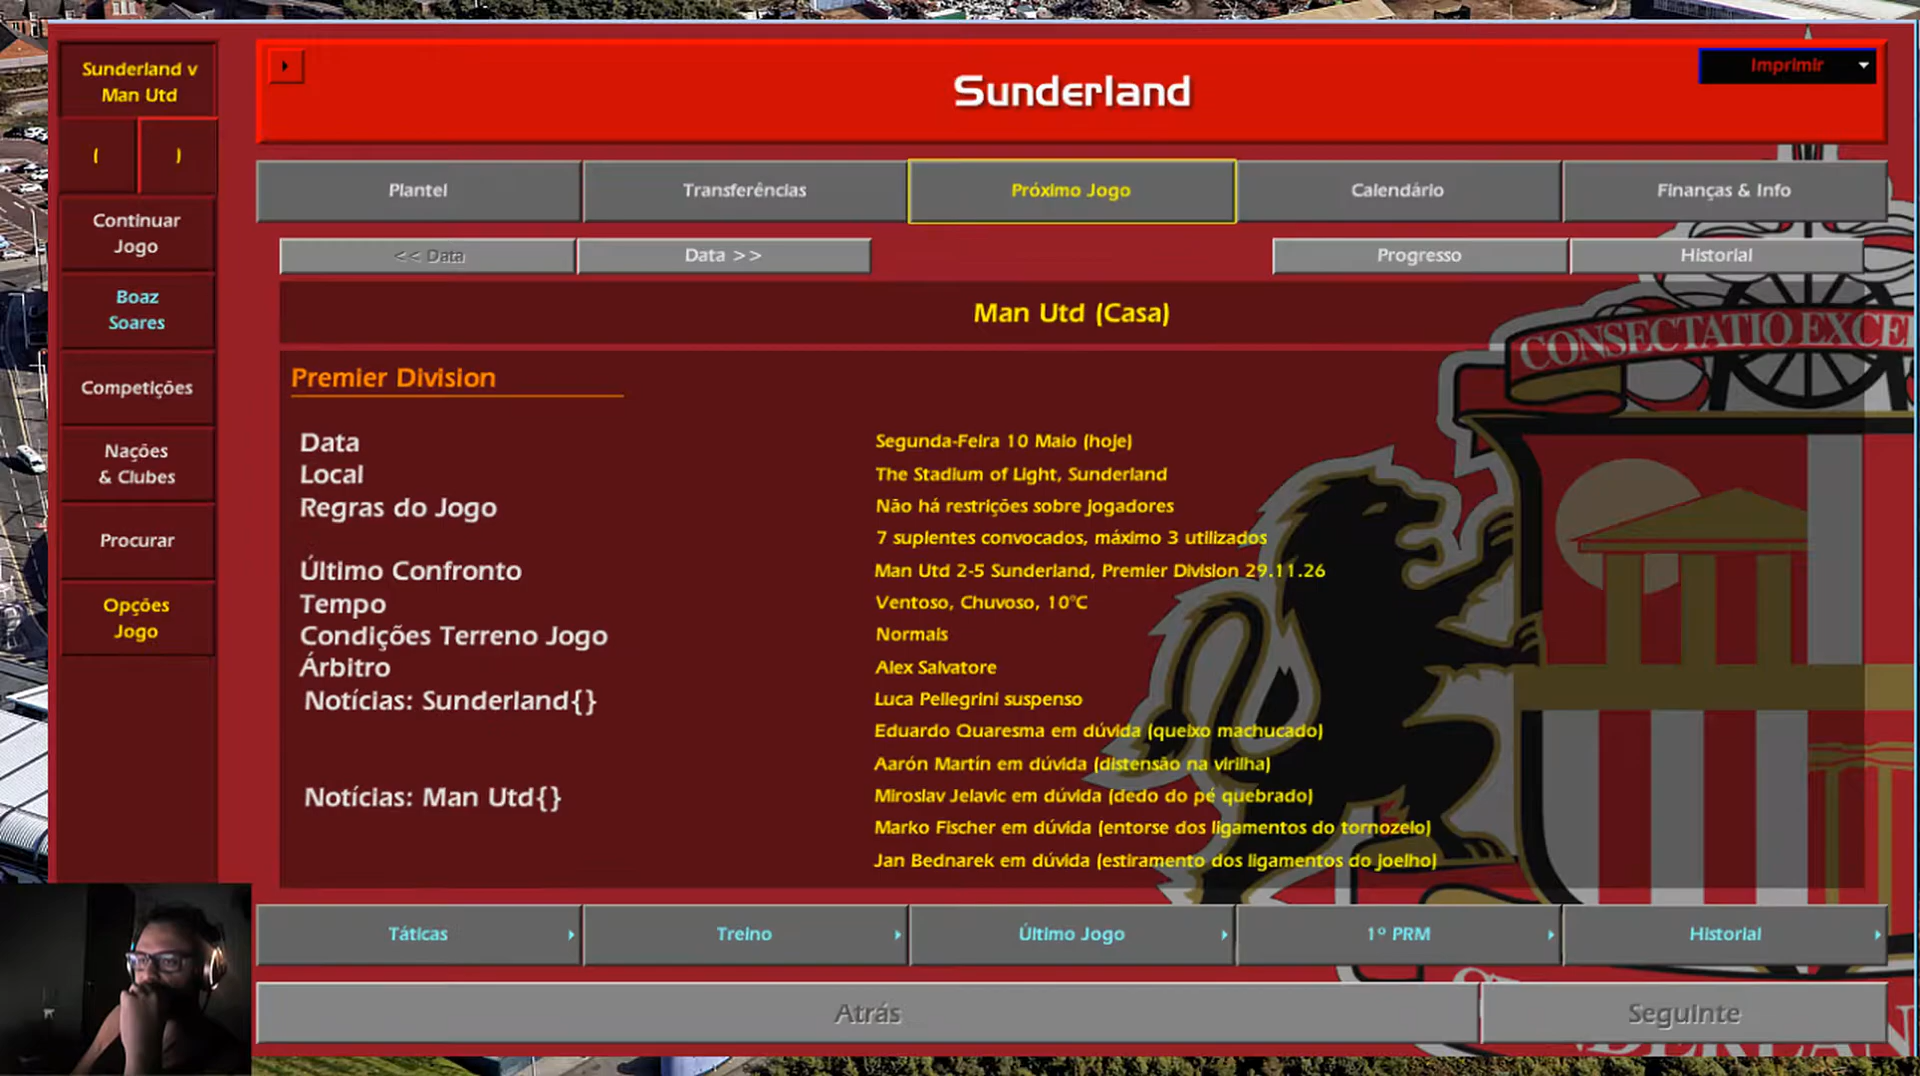 Sunderland v
Man Utd
Imprimir
Sunderland
Plantel
Transferências
Próximo Jogo
Calendário
Finanças & Info
Continuar
Jogo
<< Data
Data >>
Progresso
Historial
Boaz
Soares
Man Utd (Casa)
CONSECTATIO EXCE
Competições
Premier Division
Nações
& Clubes
Data
Segunda-Feira 10 Maio (hoje)
Local
The Stadium of Light, Sunderland
Regras do Jogo
Não há restrições sobre jogadores
7 suplentes convocados, máximo 3 utilizados
Procurar
Último Confronto
Man Utd 2-5 Sunderland, Premier Division 29.11.26
Tempo
Ventoso, Chuvoso, 10°C
Opções
Jogo
Condições Terreno Jogo
Normais
Árbitro
Alex Salvatore
Notícias: Sunderland{}
Luca Pellegrini suspenso
Eduardo Quaresma em dúvida (queixo machucado)
Aarón Martín em dúvida (distensão na virilha)
Notícias: Man Utd{}
Miroslav Jelavic em dúvida (dedo do pé quebrado)
Marko Fischer em dúvida (entorse dos ligamentos do tornozelo)
Jan Bednarek em dúvida (estiramento dos ligamentos do joelho)
Táticas
Treino
Último Jogo
1º PRM
Historial
Atrás
Seguinte